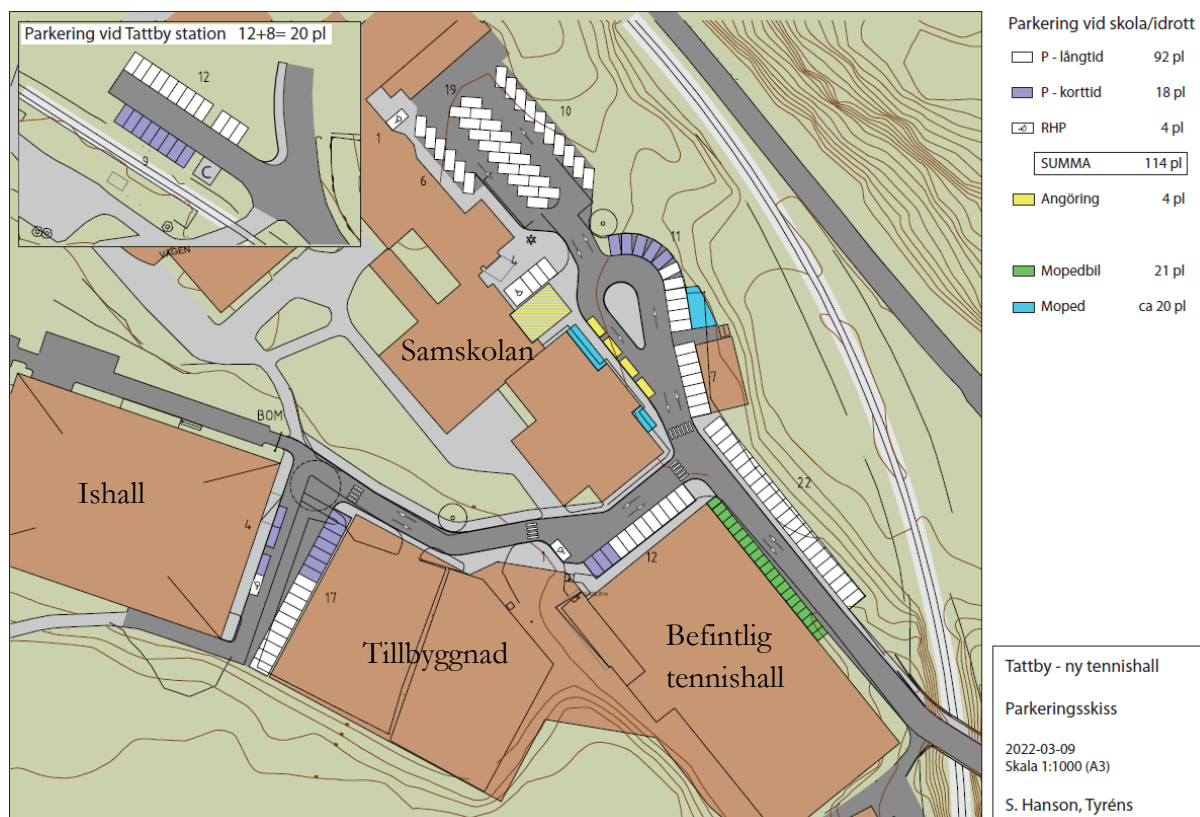 Parkering vid Tattby station 12+8= 20 pl
12
9
C
VÄGEN
1
6
19
10
4
11
7
22
Samskolan
BOM
Ishall
4
17
Tillbyggnad
1
12
Befintlig
tennishall
Parkering vid skola/idrott
P - långtid 92 pl
P - korttid 18 pl
RHP 4 pl
SUMMA 114 pl
Angöring 4 pl
Mopedbil 21 pl
Moped ca 20 pl
Tattby - ny tennishall
Parkeringsskiss
2022-03-09
Skala 1:1000 (A3)
S. Hanson, Tyréns